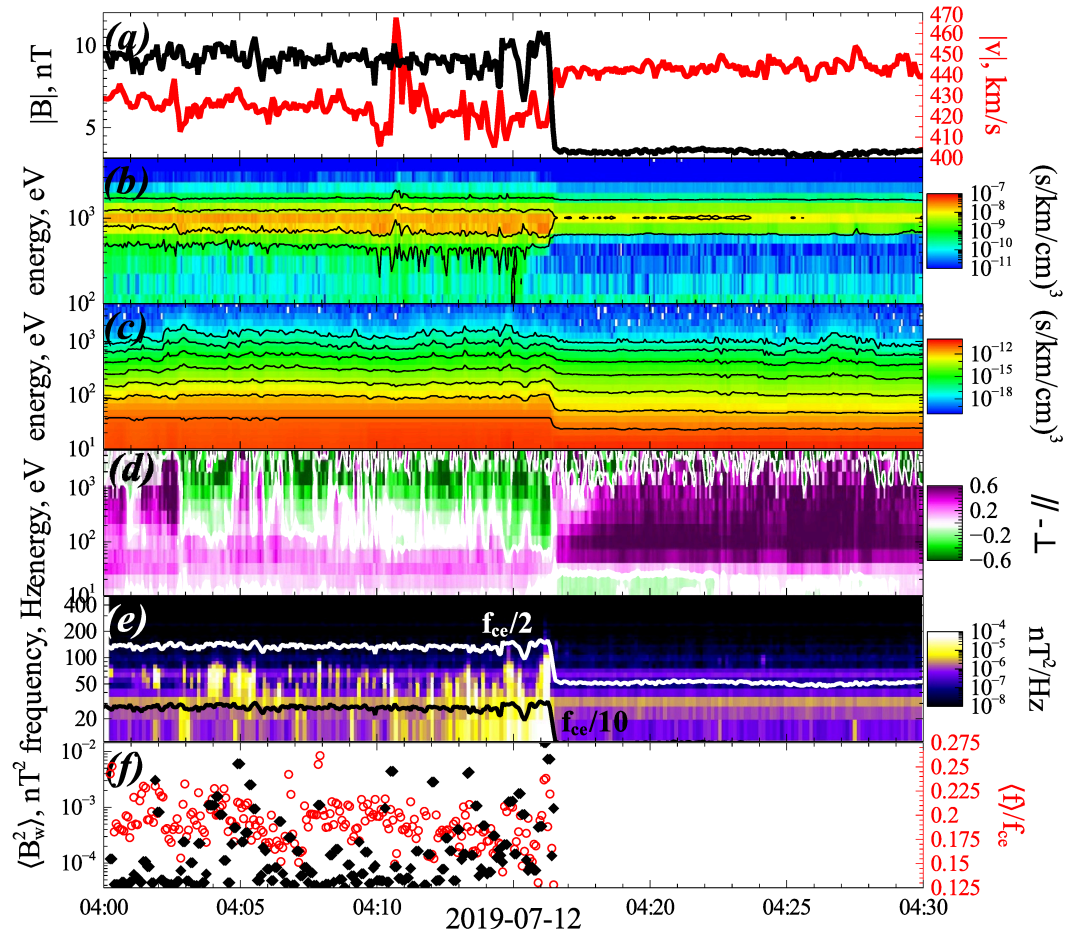 (a)
10
5
|B|, nT
470
460
450
440
430
420
410
400
|v|, km/s
(b)
10³
10²
energy, eV
10⁻⁷
10⁻⁸
10⁻⁹
10⁻¹⁰
10⁻¹¹
(s/km/cm)³
(c)
10³
10²
10¹
energy, eV
10⁻¹²
10⁻¹⁵
10⁻¹⁸
(s/km/cm)³
(d)
10³
10²
10¹
energy, eV
0.6
0.2
-0.2
-0.6
// -⊥
(e)
400
200
100
50
20
frequency, Hz
f_ce/2
f_ce/10
10⁻⁴
10⁻⁵
10⁻⁶
10⁻⁷
10⁻⁸
nT²/Hz
(f)
10⁻²
10⁻³
10⁻⁴
⟨B²_w⟩, nT²
0.275
0.25
0.225
0.2
0.175
0.15
0.125
⟨f⟩/f_ce
04:00 04:05 04:10 04:20 04:25 04:30
2019-07-12